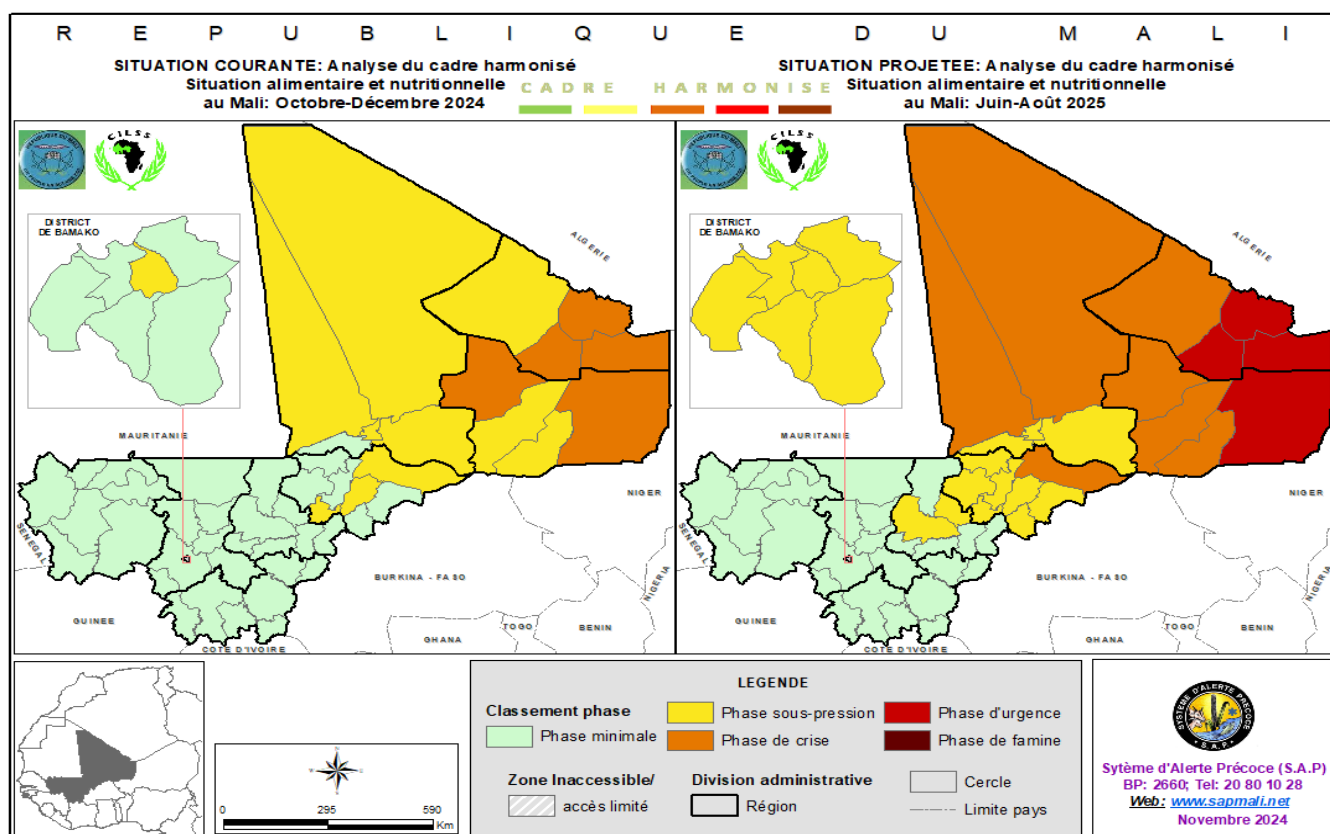 R E P U B L I Q U E D U M A L I
SITUATION COURANTE: Analyse du cadre harmonisé
Situation alimentaire et nutritionnelle
au Mali: Octobre-Décembre 2024
CADRE HARMONISE
SITUATION PROJETEE: Analyse du cadre harmonisé
Situation alimentaire et nutritionnelle
au Mali: Juin-Août 2025
CILSS
DISTRICT
DE BAMAKO
ALGERIE
MAURITANIE
NIGER
SENEGAL
BURKINA - FASO
NIGERIA
GUINEE
TOGO
BENIN
GHANA
COTE D'IVOIRE
CILSS
DISTRICT
DE BAMAKO
ALGERIE
MAURITANIE
NIGER
SENEGAL
BURKINA - FASO
NIGERIA
GUINEE
TOGO
BENIN
GHANA
COTE D'IVOIRE
N
0 295 590
Km
LEGENDE
Classement phase
Phase minimale
Phase sous-pression
Phase de crise
Phase d'urgence
Phase de famine
Zone Inaccessible/
accès limité
Division administrative
Région
Cercle
Limite pays
SYSTÈME D'ALERTE PRÉCOCE
S.A.P
Sytème d'Alerte Précoce (S.A.P)
BP: 2660; Tel: 20 80 10 28
Web: www.sapmali.net
Novembre 2024